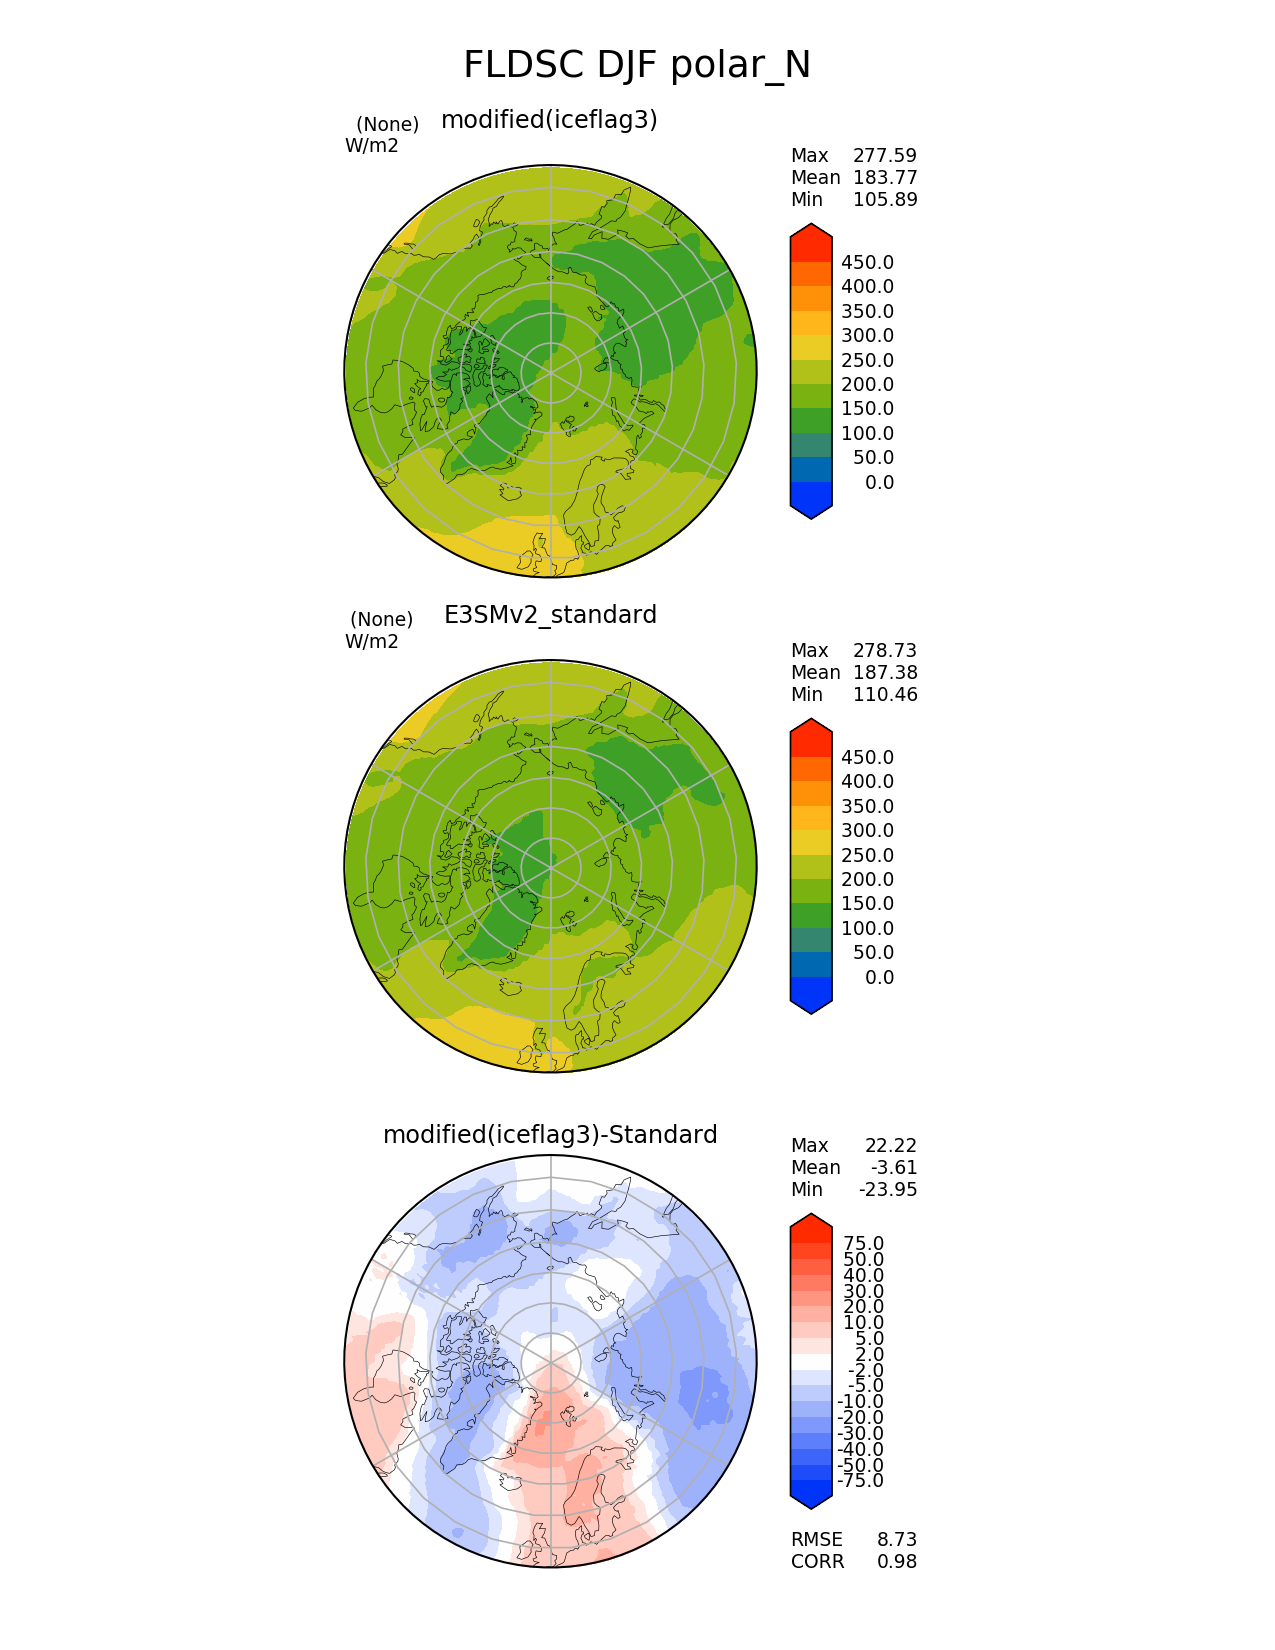 FLDSC DJF polar_N
(None) modified(iceflag3)
W/m2
Max 277.59
Mean 183.77
Min 105.89
450.0
400.0
350.0
300.0
250.0
200.0
150.0
100.0
50.0
0.0
(None) E3SMv2_standard
W/m2
Max 278.73
Mean 187.38
Min 110.46
450.0
400.0
350.0
300.0
250.0
200.0
150.0
100.0
50.0
0.0
modified(iceflag3)-Standard
Max 22.22
Mean -3.61
Min -23.95
75.0
50.0
40.0
30.0
20.0
10.0
5.0
2.0
-2.0
-5.0
-10.0
-20.0
-30.0
-40.0
-50.0
-75.0
RMSE 8.73
CORR 0.98